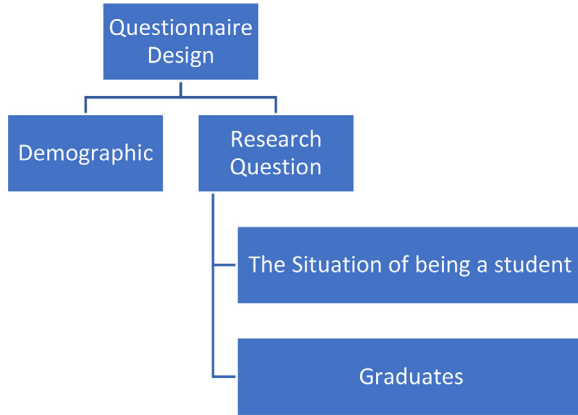 Questionnaire
Design
Demographic
Research
Question
The Situation of being a student
Graduates